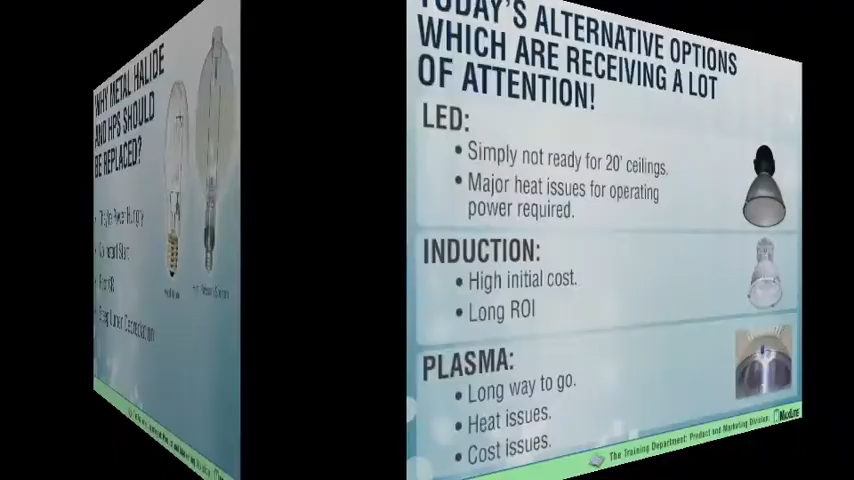 WHY METAL HALIDE
AND HPS SHOULD
BE REPLACED?
TODAY'S ALTERNATIVE OPTIONS
WHICH ARE RECEIVING A LOT
OF ATTENTION!
LED:
• Simply not ready for 20' ceilings.
• Major heat issues for operating
power required.
INDUCTION:
• High initial cost.
• Long ROI
PLASMA:
• Long way to go.
• Heat issues.
• Cost issues.
The Training Department: Product and Marketing Division
MaxLite